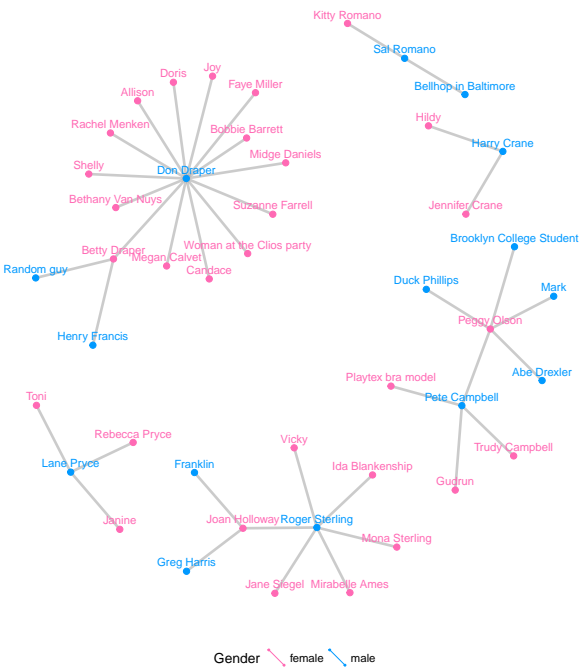 Kitty Romano
Sal Romano
Joy
Doris
Faye Miller
Bellhop in Baltimore
Allison
Hildy
Rachel Menken
Bobbie Barrett
Harry Crane
Midge Daniels
Shelly
Don Draper
Bethany Van Nuys
Suzanne Farrell
Jennifer Crane
Brooklyn College Student
Betty Draper
Woman at the Clios party
Megan Calvet
Random guy
Candace
Duck Phillips
Mark
Peggy Olson
Henry Francis
Abe Drexler
Playtex bra model
Pete Campbell
Toni
Rebecca Pryce
Vicky
Trudy Campbell
Lane Pryce
Franklin
Ida Blankenship
Gudrun
Janine
Joan Holloway
Roger Sterling
Mona Sterling
Greg Harris
Jane Siegel
Mirabelle Ames
Gender female male